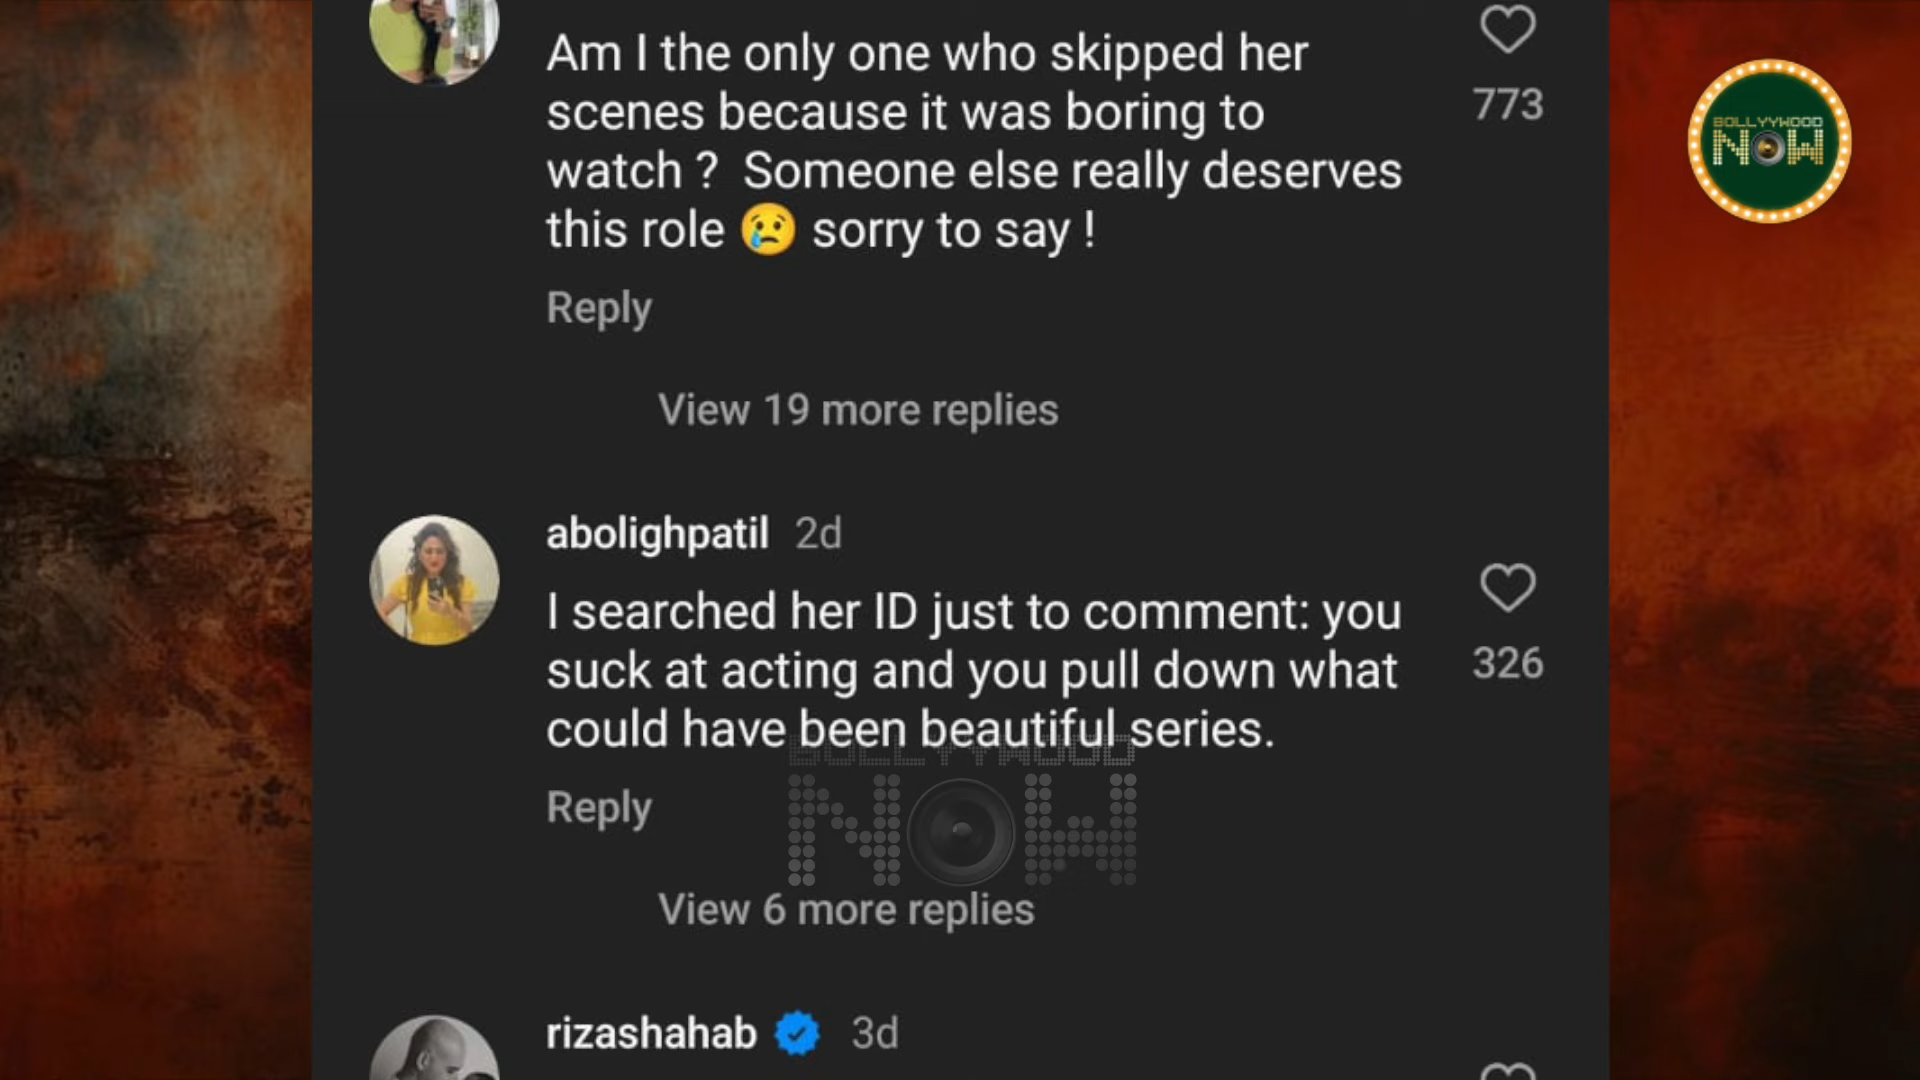 Am I the only one who skipped her
scenes because it was boring to
watch ? Someone else really deserves
this role 😢 sorry to say !
773
Reply
View 19 more replies
abolighpatil 2d
I searched her ID just to comment: you
suck at acting and you pull down what
could have been beautiful series.
326
Reply
View 6 more replies
rizashahab 3d
BOLLYYWOOD
NOW
BOLLYYWOOD
NOW